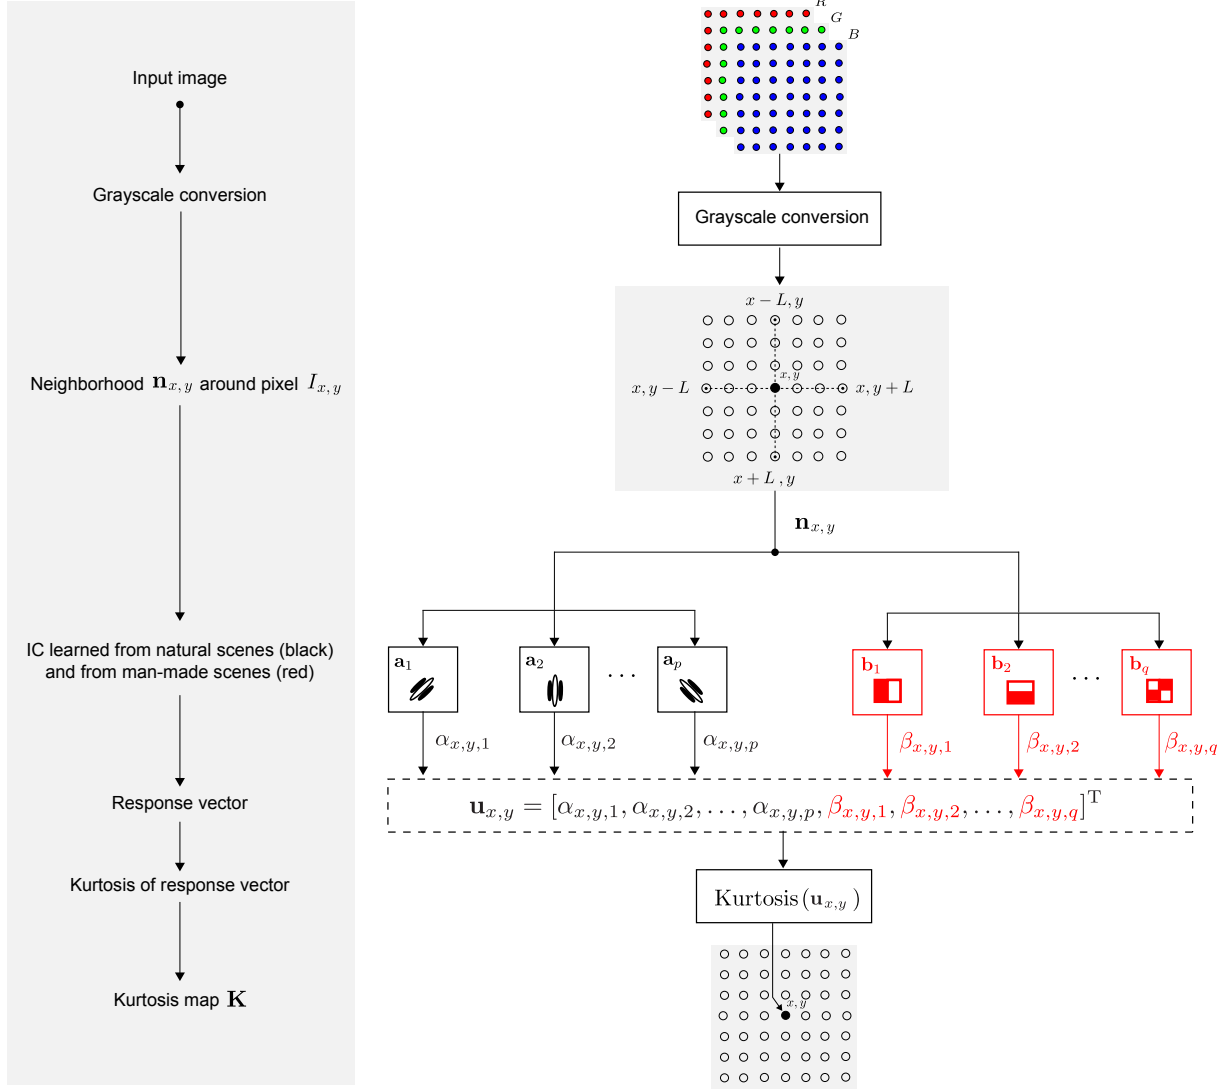 Input image
Grayscale conversion
Neighborhood n_{x,y} around pixel I_{x,y}
IC learned from natural scenes (black)
and from man-made scenes (red)
Response vector
Kurtosis of response vector
Kurtosis map K
R
G
B
Grayscale conversion
x − L, y
x, y
x, y − L
x, y + L
x + L , y
n_{x,y}
a_1
a_2
. . .
a_p
b_1
b_2
. . .
b_q
α_{x,y,1}
α_{x,y,2}
α_{x,y,p}
β_{x,y,1}
β_{x,y,2}
β_{x,y,q}
u_{x,y} = [α_{x,y,1}, α_{x,y,2}, . . . , α_{x,y,p}, β_{x,y,1}, β_{x,y,2}, . . . , β_{x,y,q}]^T
Kurtosis(u_{x,y})
x, y